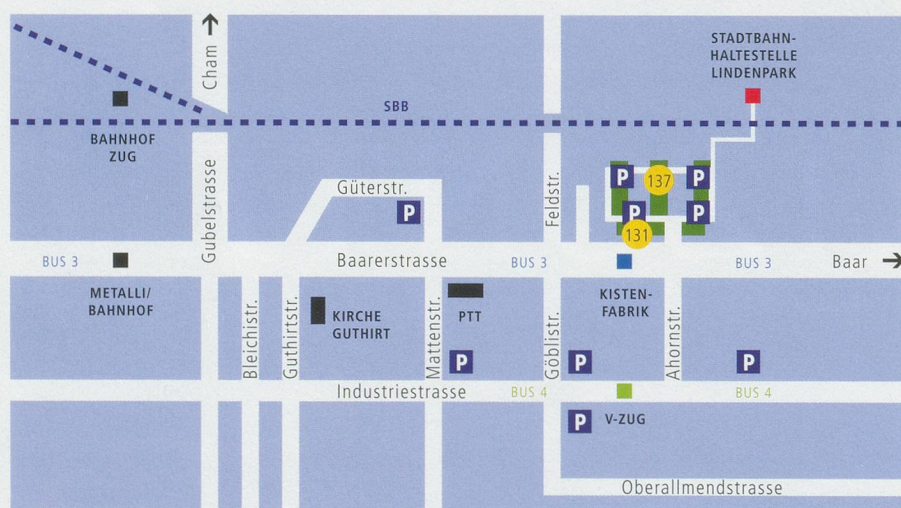 Cham
STADTBAHN-
HALTESTELLE
LINDENPARK
SBB
BAHNHOF
ZUG
Gubelstrasse
Güterstr.
P
Feldstr.
P
137
P
P
131
P
BUS 3
Baarerstrasse
BUS 3
BUS 3
Baar
METALLI/
BAHNHOF
Bleichistr.
Guthirtstr.
KIRCHE
GUTHIRT
Mattenstr.
PTT
P
Göblistr.
KISTEN-
FABRIK
P
Ahornstr.
P
Industriestrasse
BUS 4
BUS 4
P
V-ZUG
Oberallmendstrasse